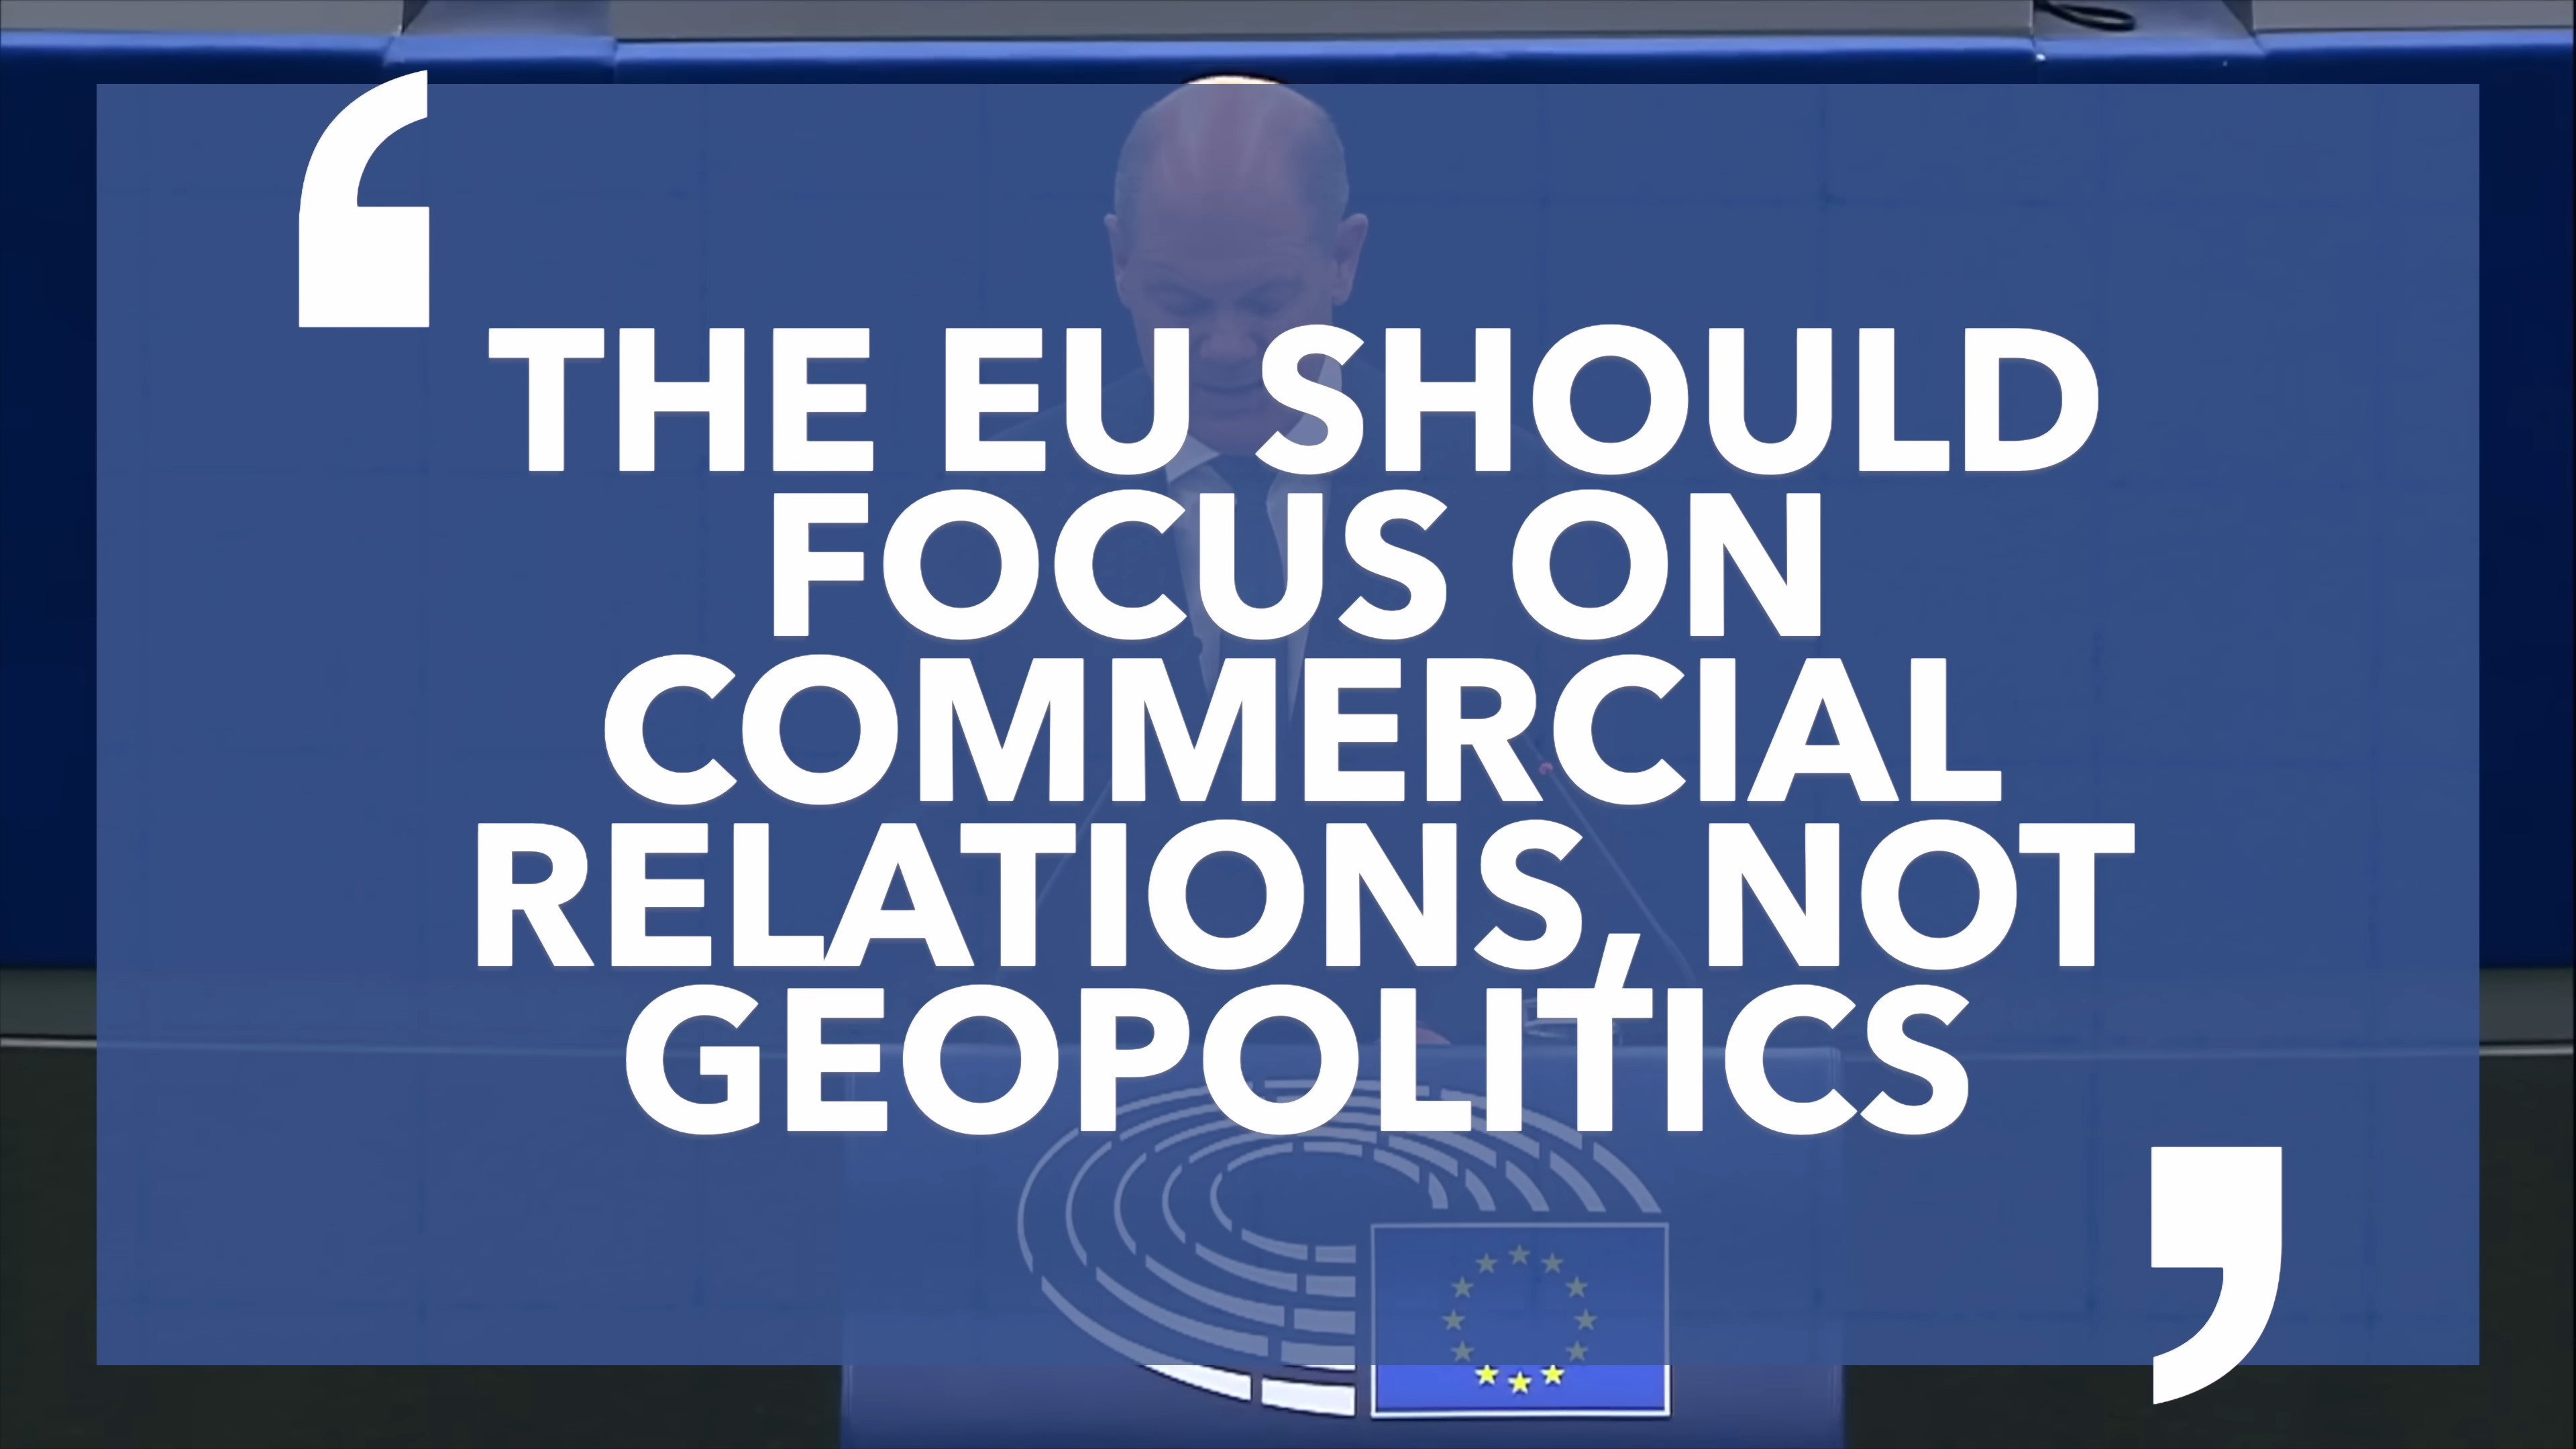 ‘
THE EU SHOULD
FOCUS ON
COMMERCIAL
RELATIONS, NOT
GEOPOLITICS
’